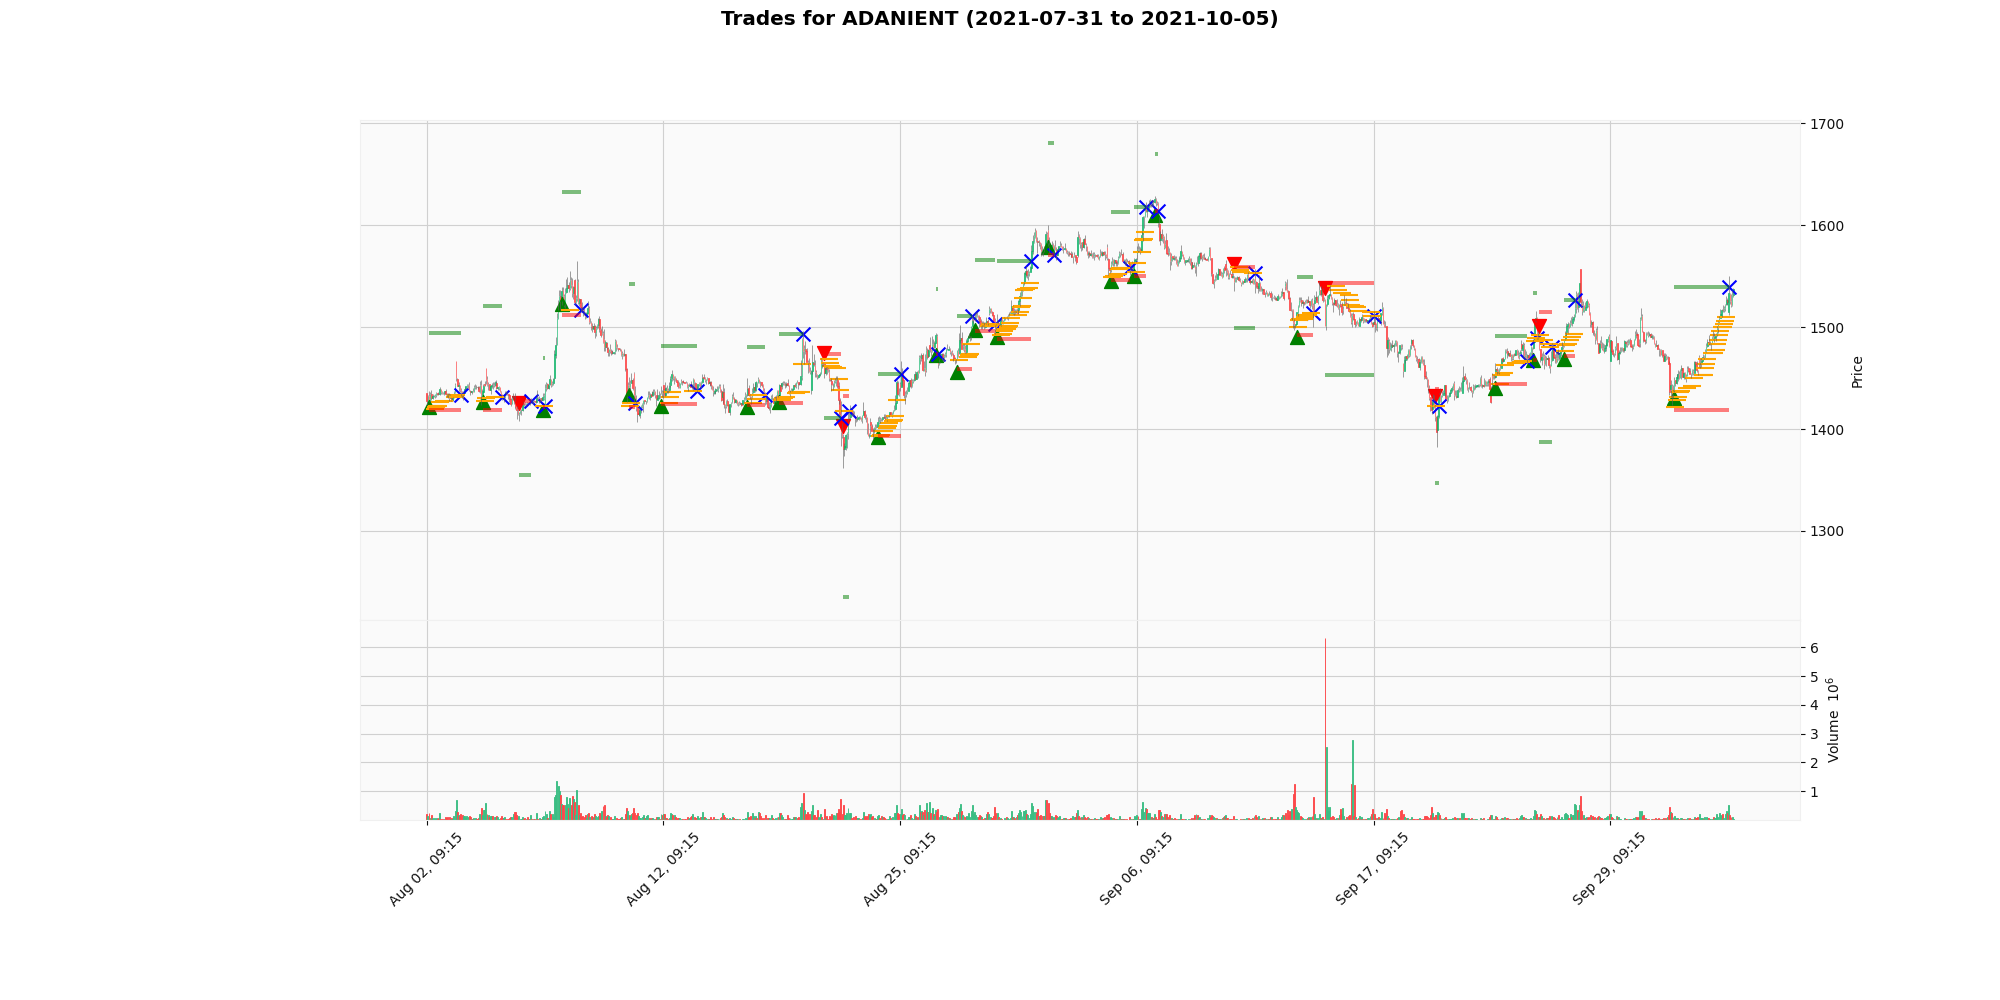 Trades for ADANIENT (2021-07-31 to 2021-10-05)
1700
1600
1500
1400
1300
Price
6
5
4
3
2
1
Volume 10^6
Aug 02, 09:15
Aug 12, 09:15
Aug 25, 09:15
Sep 06, 09:15
Sep 17, 09:15
Sep 29, 09:15